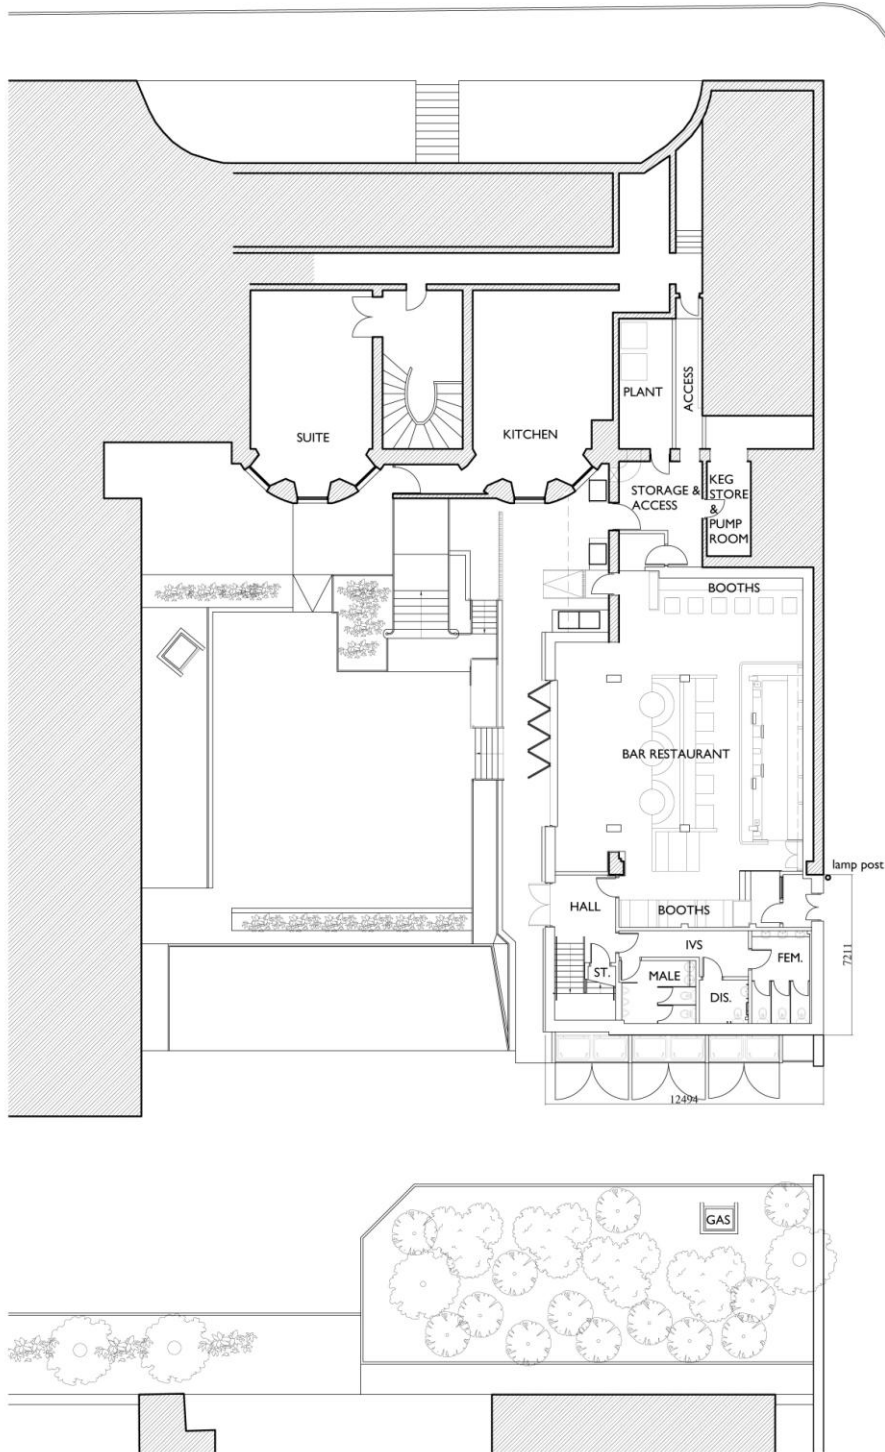 PLANT
ACCESS
SUITE
KITCHEN
STORAGE &
ACCESS
KEG
STORE
&
PUMP
ROOM
BOOTHS
BAR RESTAURANT
lamp post
HALL
BOOTHS
IVS
FEM.
7211
ST.
MALE
DIS.
12494
GAS